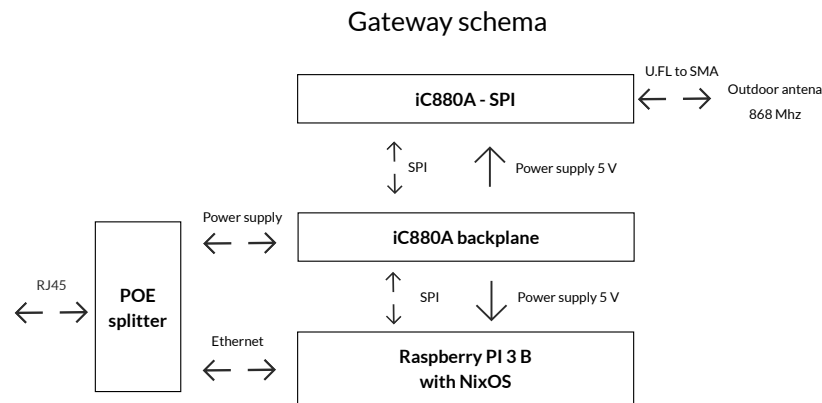 Gateway schema
U.FL to SMA
iC880A - SPI
Outdoor antena
868 Mhz
SPI
Power supply 5 V
Power supply
iC880A backplane
RJ45
POE
splitter
SPI
Power supply 5 V
Ethernet
Raspberry PI 3 B
with NixOS